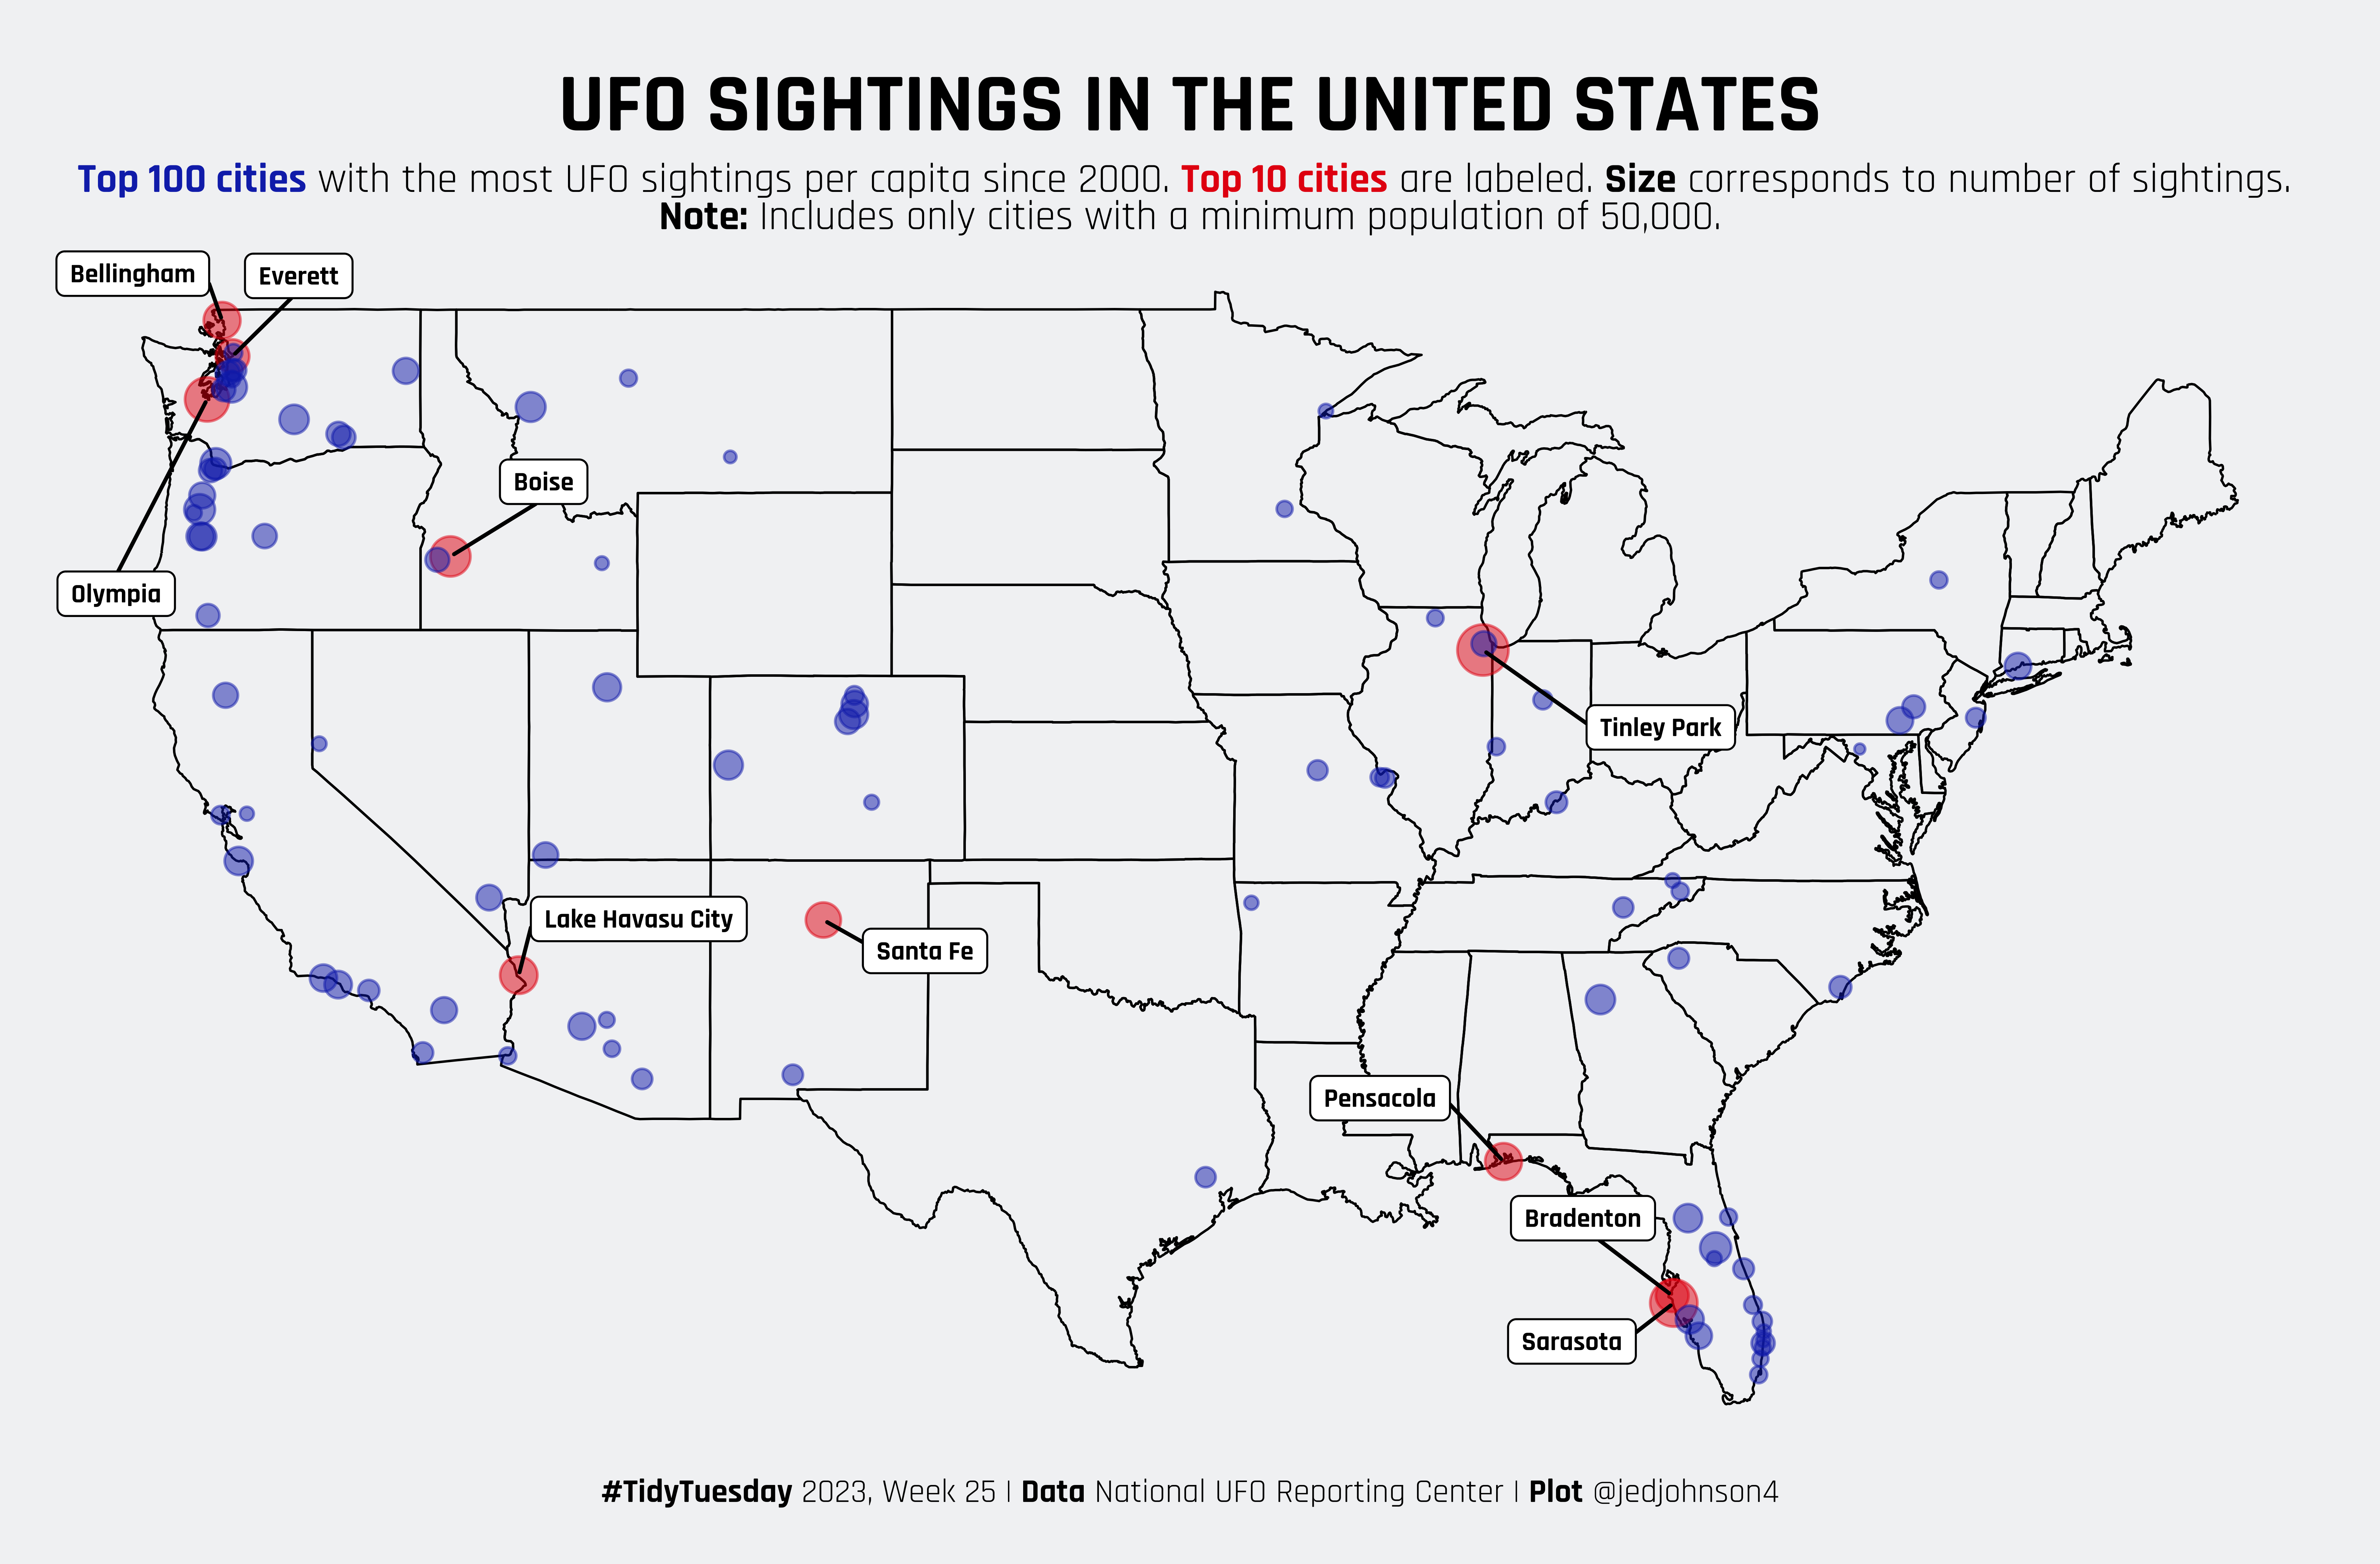 UFO SIGHTINGS IN THE UNITED STATES
Top 100 cities with the most UFO sightings per capita since 2000. Top 10 cities are labeled. Size corresponds to number of sightings.
Note: Includes only cities with a minimum population of 50,000.
Bellingham
Everett
Boise
Olympia
Tinley Park
Lake Havasu City
Santa Fe
Pensacola
Bradenton
Sarasota
#TidyTuesday 2023, Week 25 | Data National UFO Reporting Center | Plot @jedjohnson4